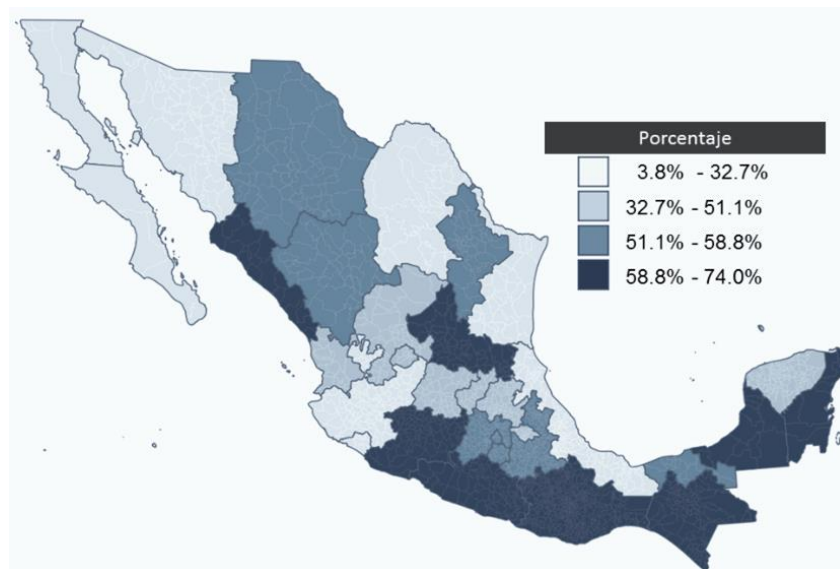 Porcentaje
3.8% - 32.7%
32.7% - 51.1%
51.1% - 58.8%
58.8% - 74.0%